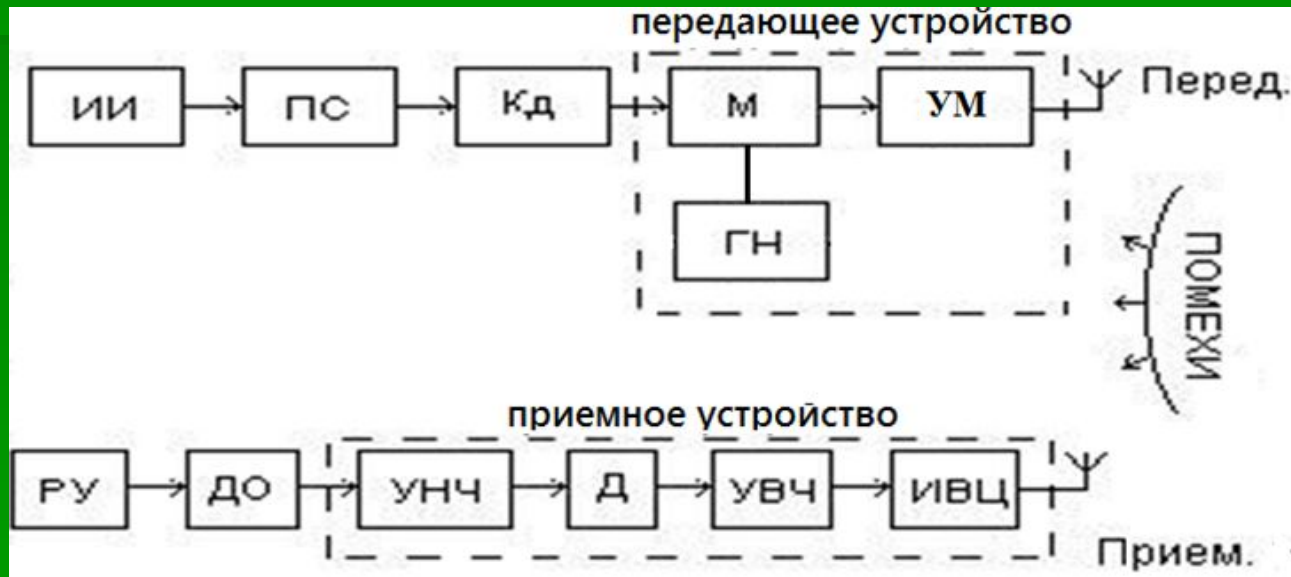 передающее устройство
ИИ ПС Кд М УМ Перед.
ГН
ПОМЕХИ
приемное устройство
РУ ДО УНЧ Д УВЧ ИВЦ
Прием.